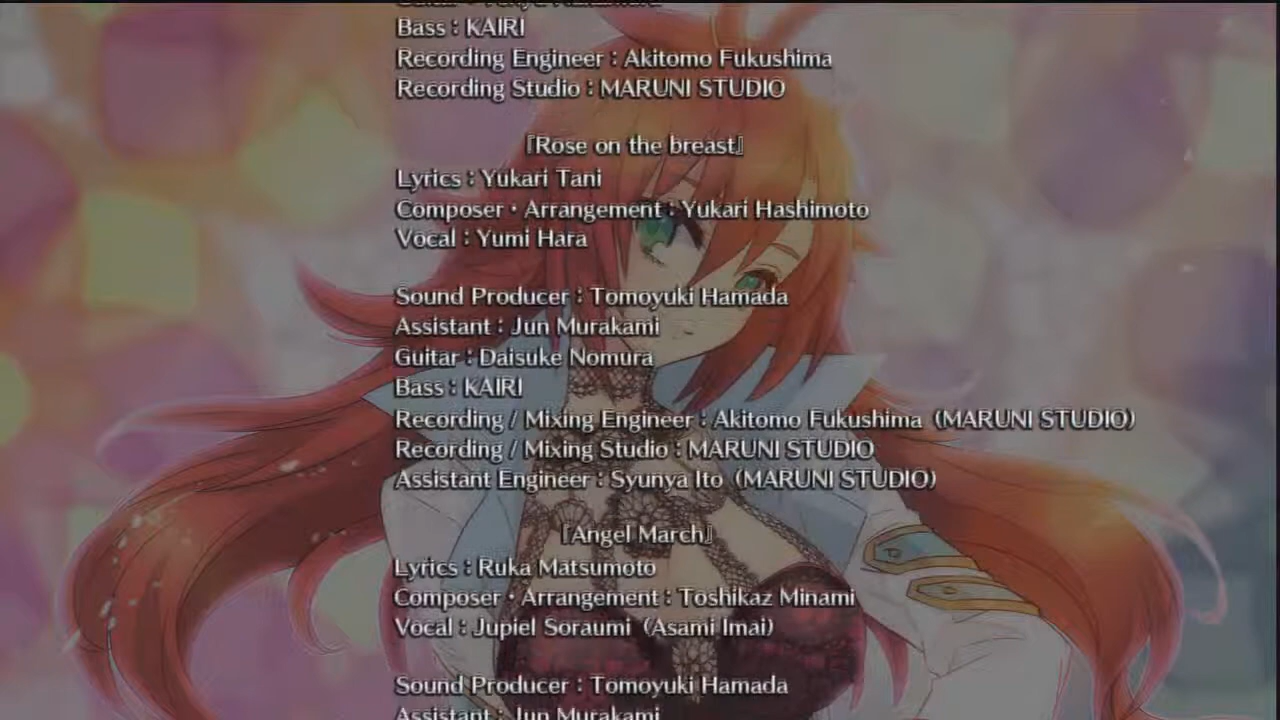 Bass : KAIRI
Recording Engineer : Akitomo Fukushima
Recording Studio : MARUNI STUDIO
『Rose on the breast』
Lyrics : Yukari Tani
Composer・Arrangement : Yukari Hashimoto
Vocal : Yumi Hara
Sound Producer : Tomoyuki Hamada
Assistant : Jun Murakami
Guitar : Daisuke Nomura
Bass : KAIRI
Recording / Mixing Engineer : Akitomo Fukushima (MARUNI STUDIO)
Recording / Mixing Studio : MARUNI STUDIO
Assistant Engineer : Syunya Ito (MARUNI STUDIO)
『Angel March』
Lyrics : Ruka Matsumoto
Composer・Arrangement : Toshikaz Minami
Vocal : Jupiel Soraumi (Asami Imai)
Sound Producer : Tomoyuki Hamada
Assistant : Jun Murakami